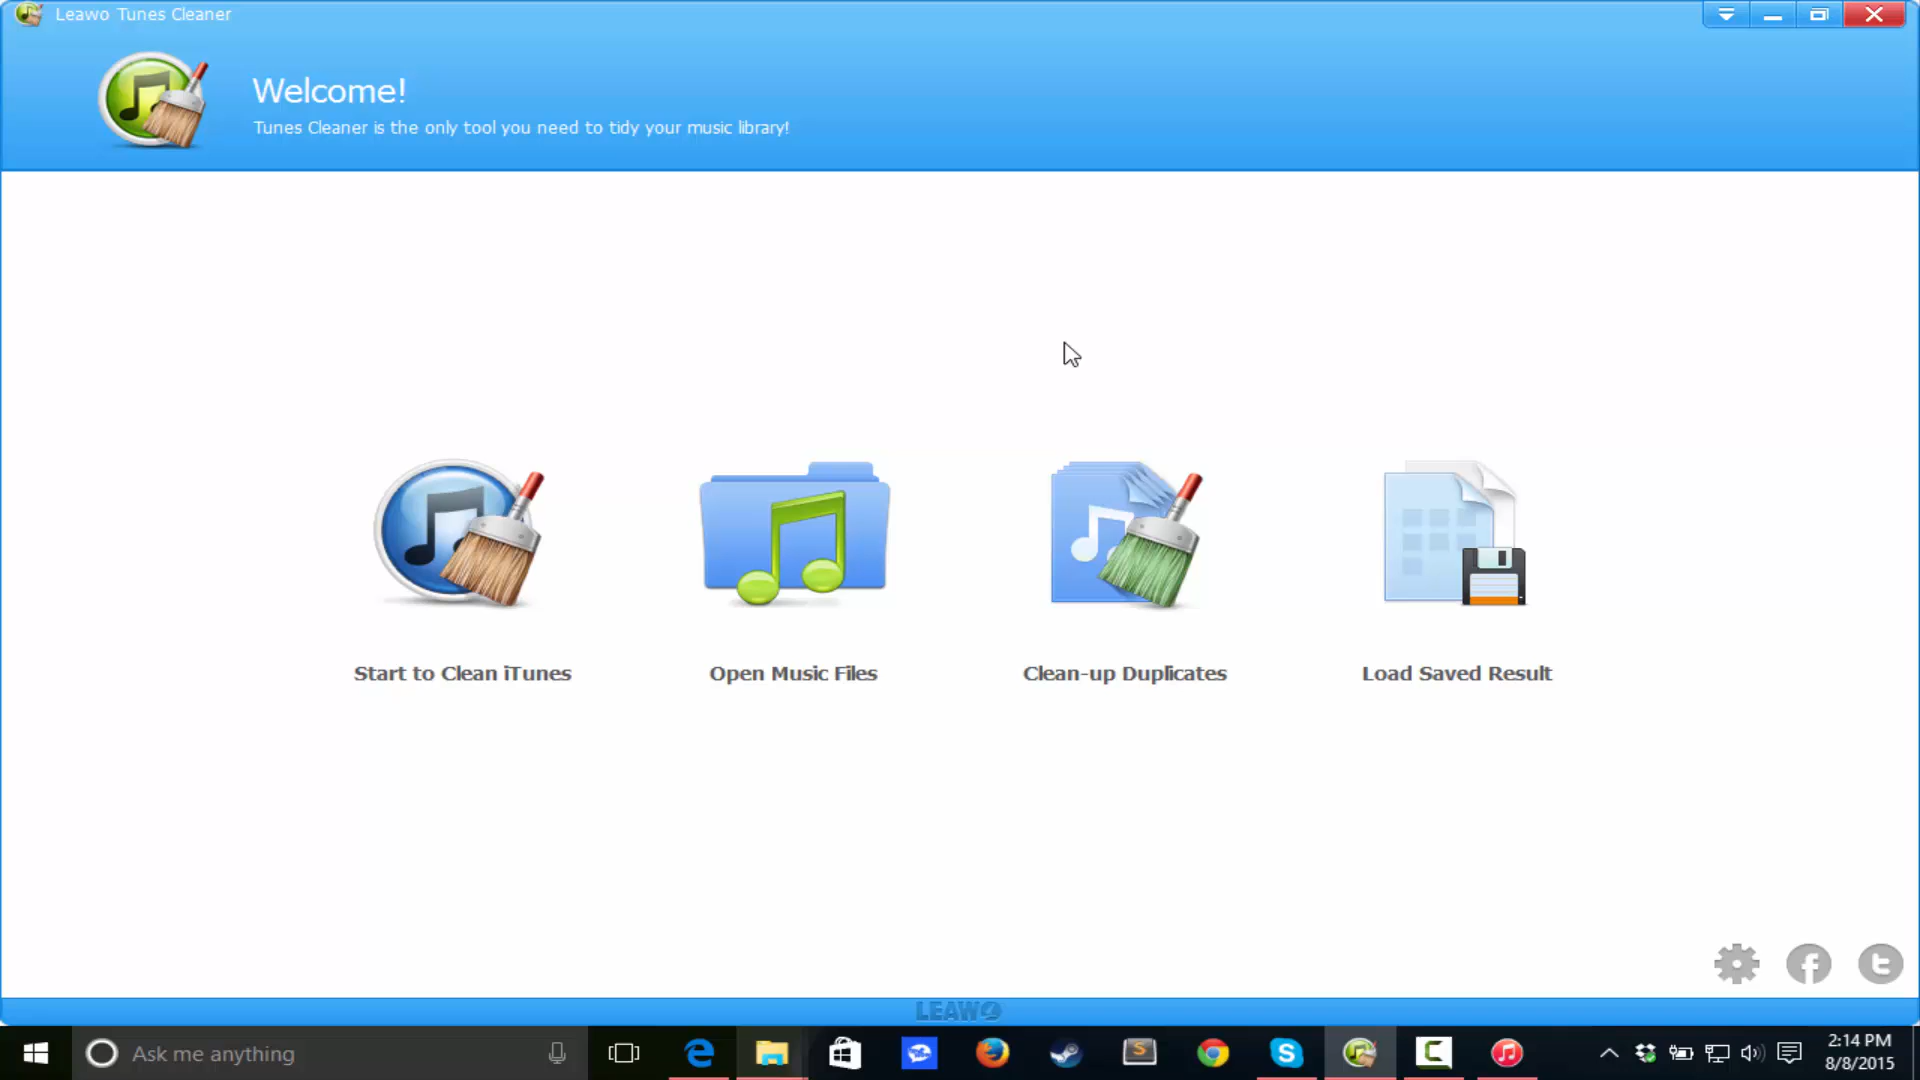 Leawo Tunes Cleaner
Welcome!
Tunes Cleaner is the only tool you need to tidy your music library!
Start to Clean iTunes
Open Music Files
Clean-up Duplicates
Load Saved Result
LEAWO
Ask me anything
2:14 PM
8/8/2015